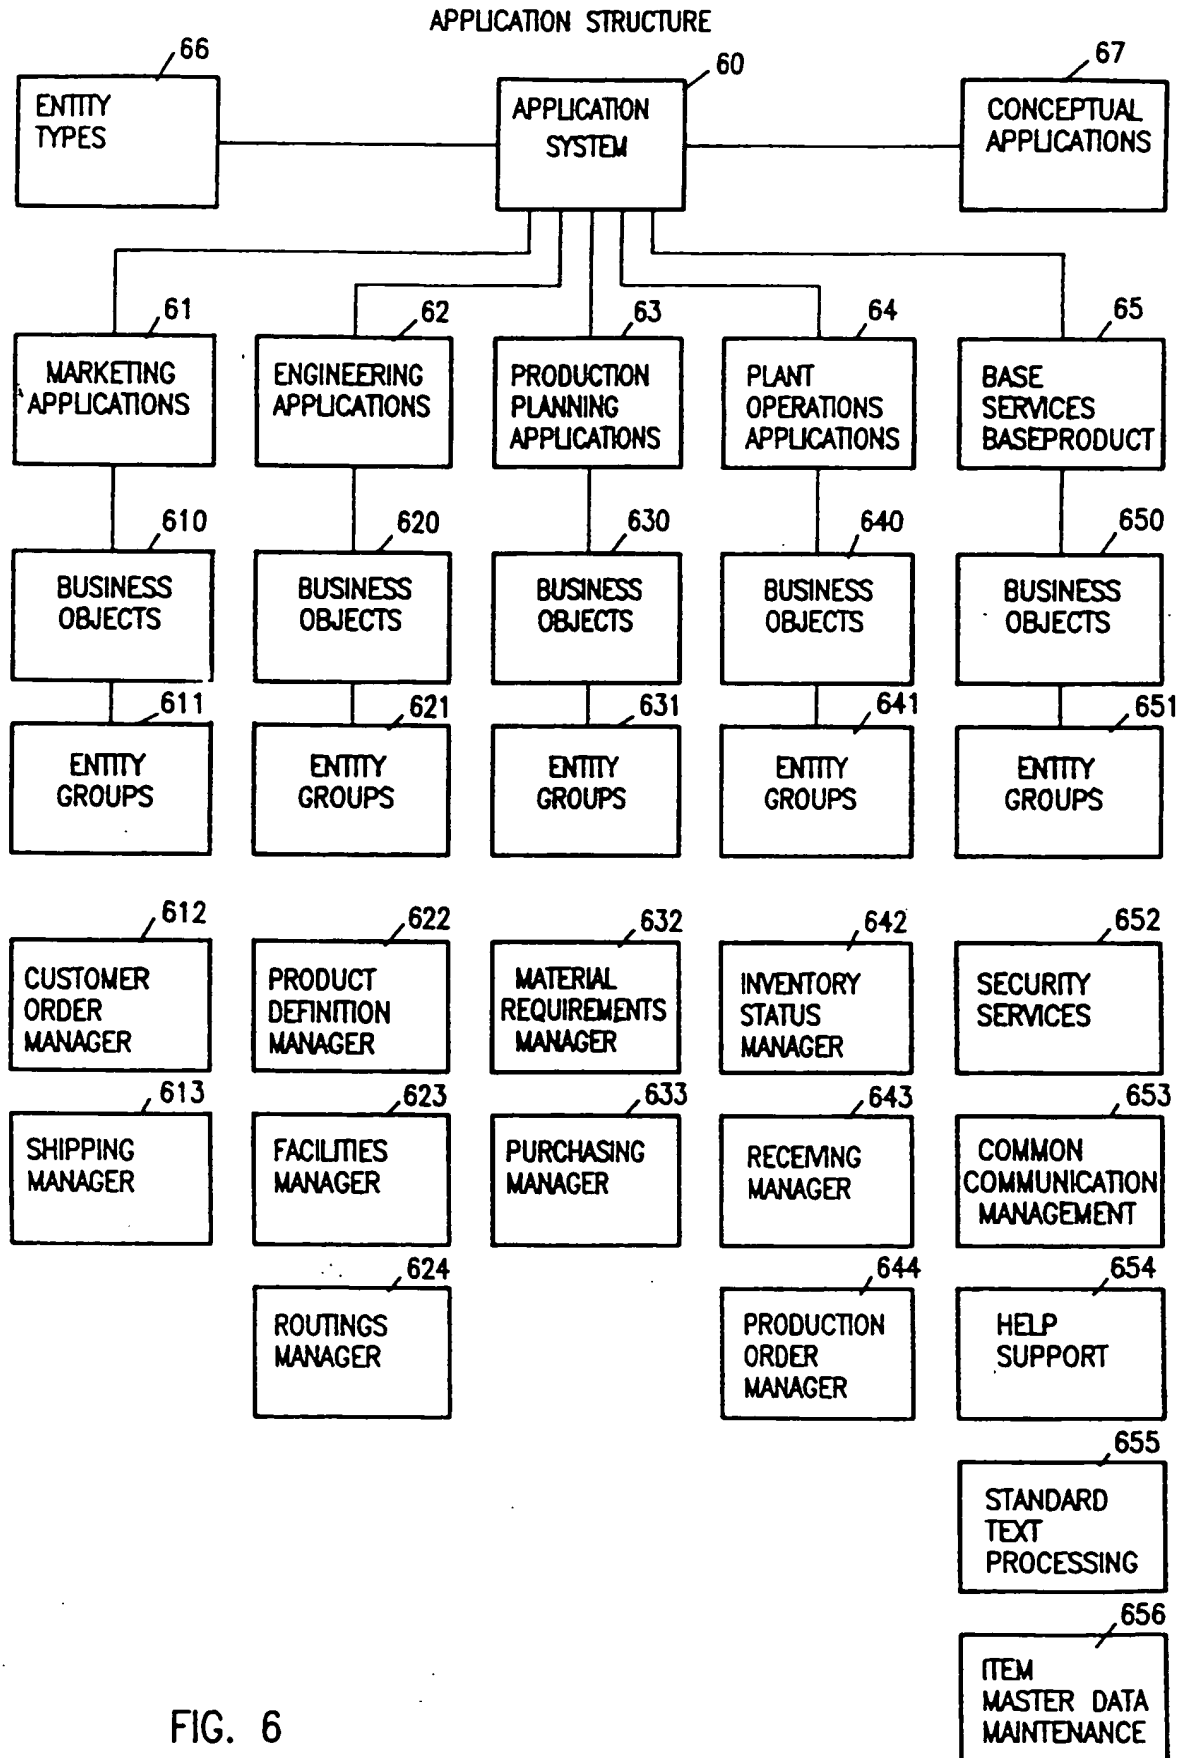 APPLICATION STRUCTURE
66
60
67
ENTITY
TYPES
APPLICATION
SYSTEM
CONCEPTUAL
APPLICATIONS
61
62
63
64
65
MARKETING
APPLICATIONS
ENGINEERING
APPLICATIONS
PRODUCTION
PLANNING
APPLICATIONS
PLANT
OPERATIONS
APPLICATIONS
BASE
SERVICES
BASEPRODUCT
610
620
630
640
650
BUSINESS
OBJECTS
BUSINESS
OBJECTS
BUSINESS
OBJECTS
BUSINESS
OBJECTS
BUSINESS
OBJECTS
611
621
631
641
651
ENTITY
GROUPS
ENTITY
GROUPS
ENTITY
GROUPS
ENTITY
GROUPS
ENTITY
GROUPS
612
622
632
642
652
CUSTOMER
ORDER
MANAGER
PRODUCT
DEFINITION
MANAGER
MATERIAL
REQUIREMENTS
MANAGER
INVENTORY
STATUS
MANAGER
SECURITY
SERVICES
613
623
633
643
653
SHIPPING
MANAGER
FACILITIES
MANAGER
PURCHASING
MANAGER
RECEIVING
MANAGER
COMMON
COMMUNICATION
MANAGEMENT
624
644
654
ROUTINGS
MANAGER
PRODUCTION
ORDER
MANAGER
HELP
SUPPORT
655
STANDARD
TEXT
PROCESSING
656
ITEM
MASTER DATA
MAINTENANCE
FIG. 6